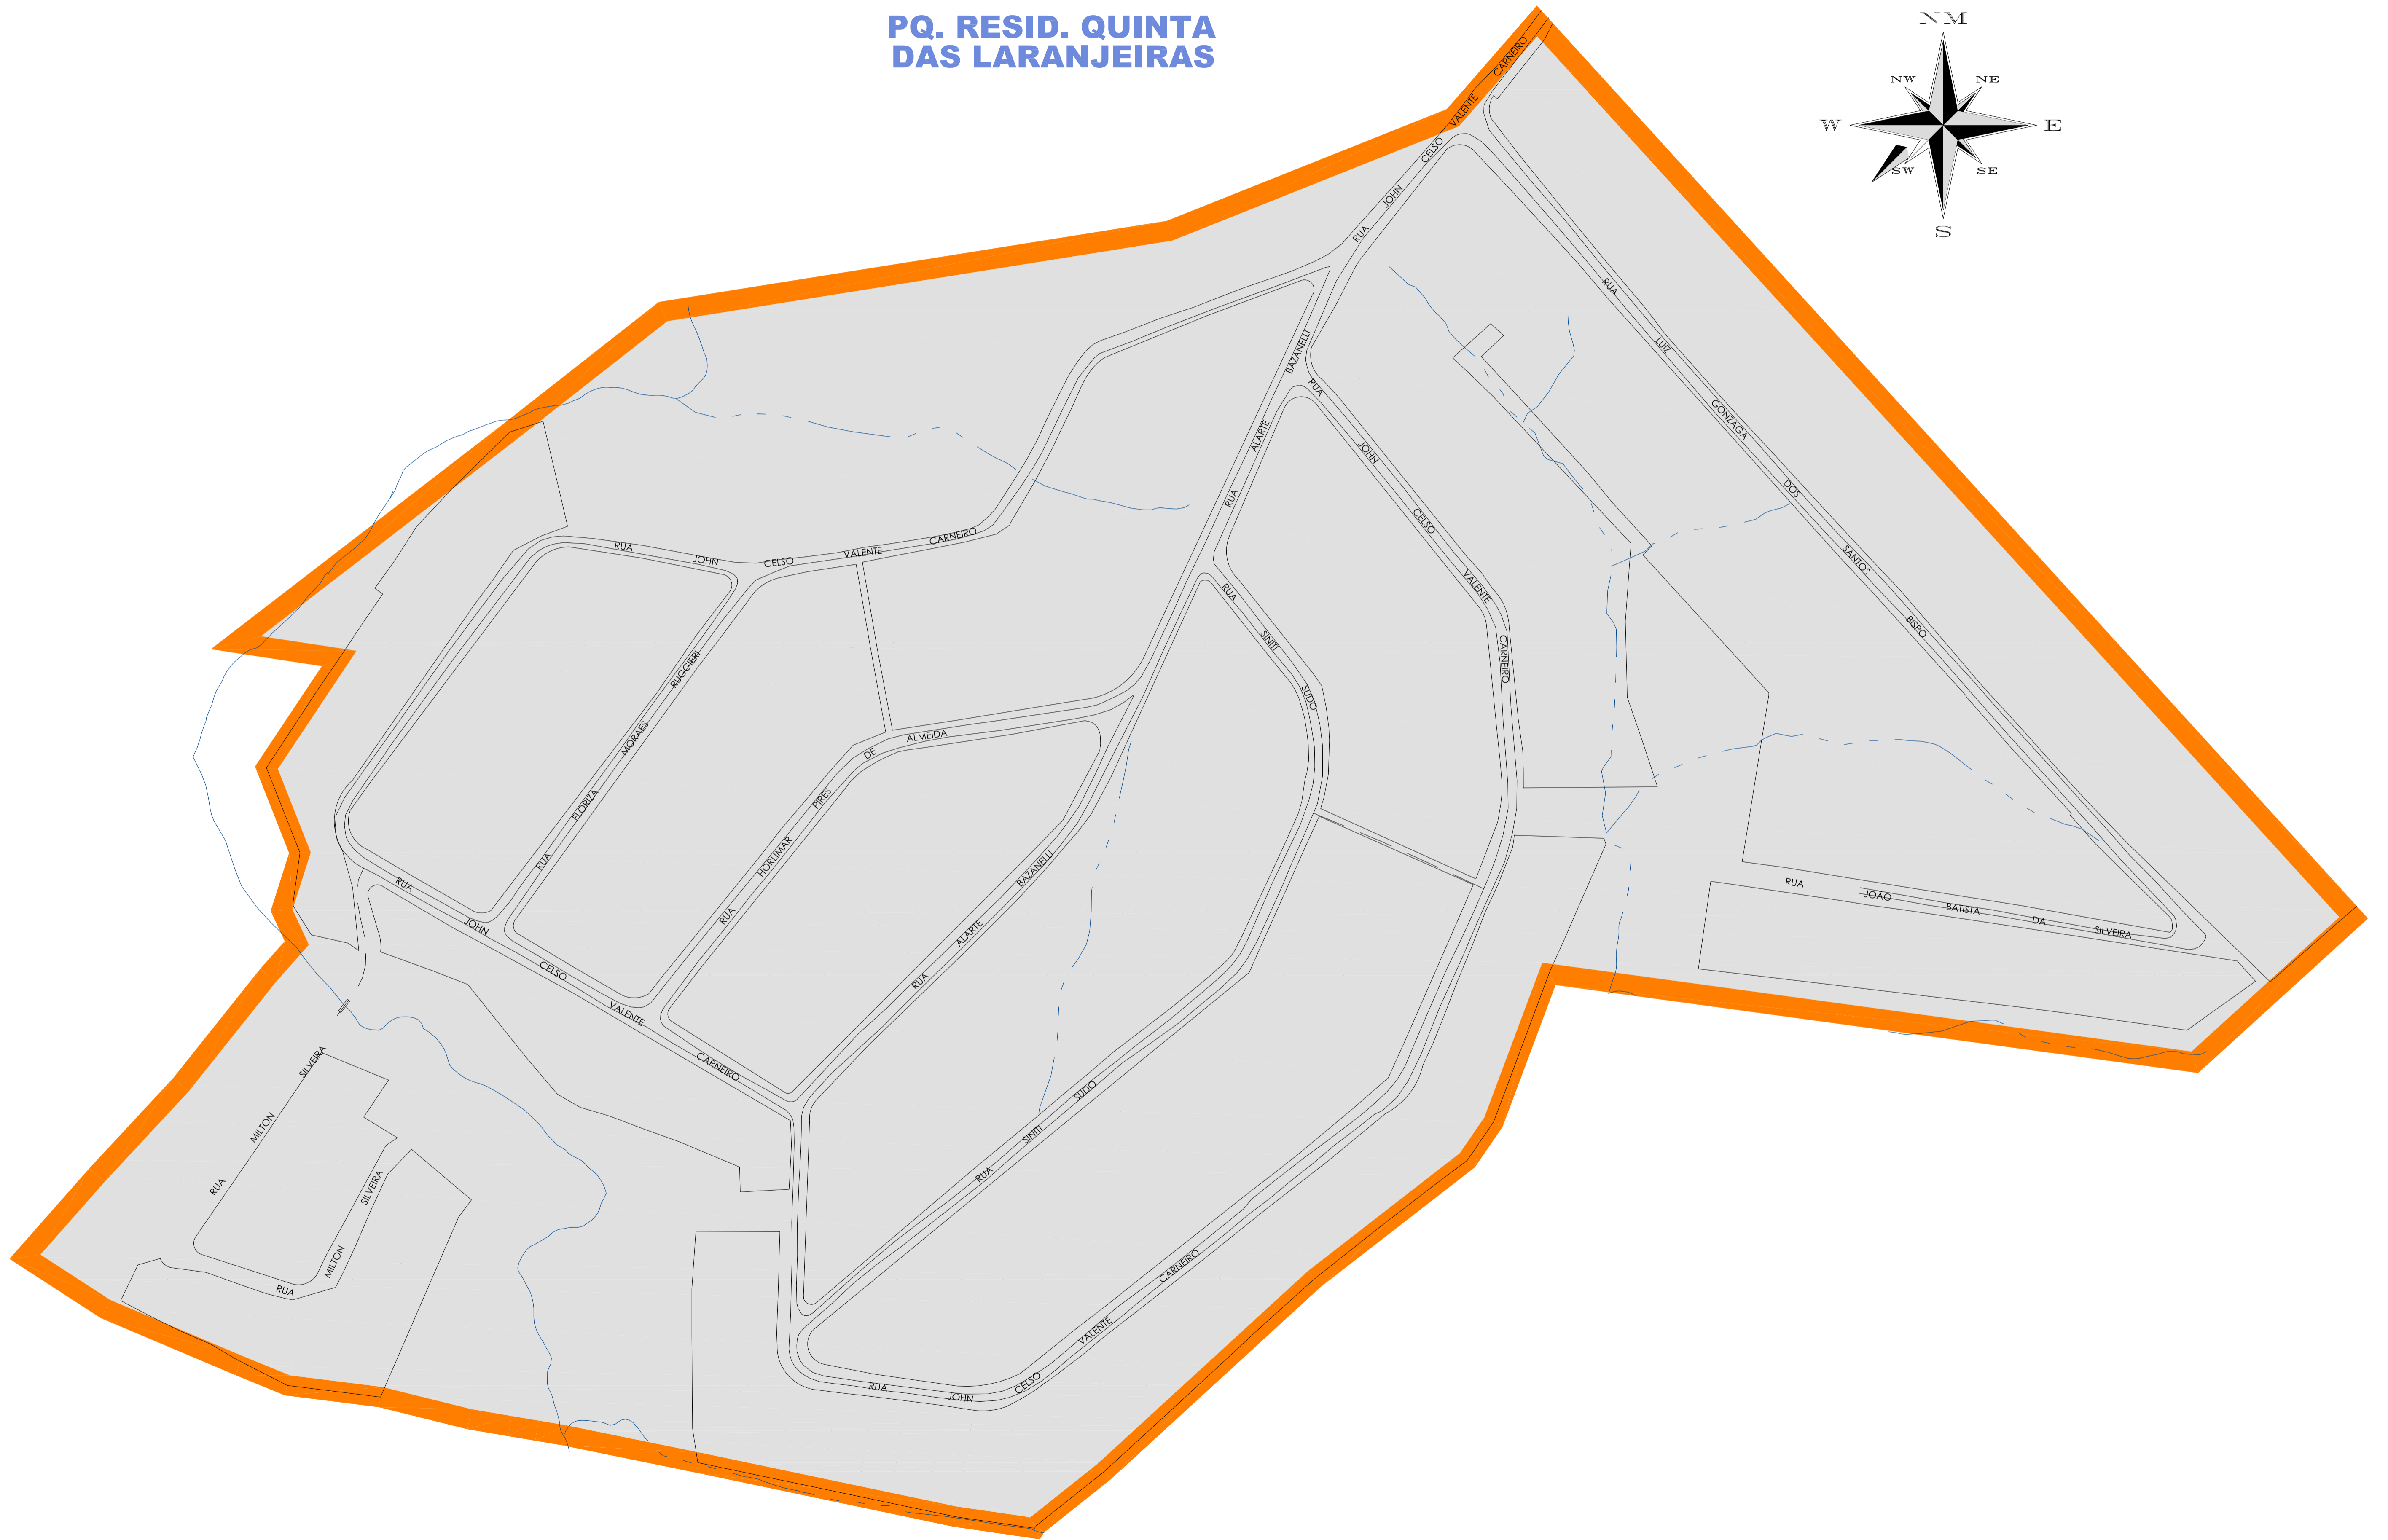 PQ. RESID. QUINTA
DAS LARANJEIRAS
NM
NW
NE
W
E
SW
SE
S
RUA JOHN CELSO VALENTE CARNEIRO
RUA LUIZ GONZAGA DOS SANTOS BISPO
RUA ALARTE BAZANELLI
RUA JOHN CELSO VALENTE CARNEIRO
RUA JOHN CELSO VALENTE CARNEIRO
RUA SINITI SUDO
RUA FLORIZA MORAES RUGGIERI
RUA HORLIMAR PIRES DE ALMEIDA
RUA ALARTE BAZANELLI
RUA JOHN CELSO VALENTE CARNEIRO
RUA JOAO BATISTA DA SILVEIRA
RUA MILTON SILVEIRA
RUA MILTON SILVEIRA
RUA SINITI SUDO
RUA JOHN CELSO VALENTE CARNEIRO